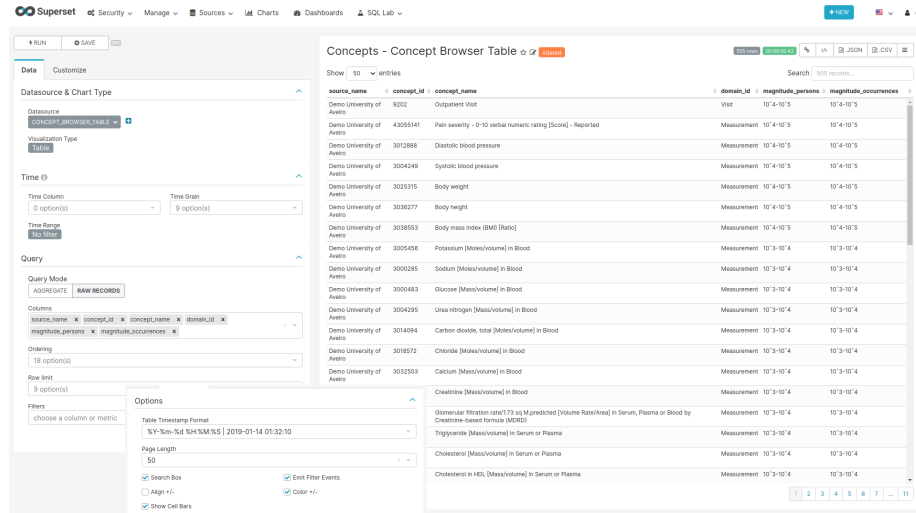 Superset Security Manage Sources Charts Dashboards SQL Lab + NEW
RUN SAVE
Data Customize
Datasource & Chart Type
Datasource
CONCEPT_BROWSER_TABLE
Visualization Type
Table
Time
Time Column Time Grain
0 option(s) 9 option(s)
Time Range
No filter
Query
Query Mode
AGGREGATE RAW RECORDS
Columns
source_name x concept_id x concept_name x domain_id x
magnitude_persons x magnitude_occurrences x
Ordering
18 option(s)
Row limit
9 option(s)
Filters
choose a column or metric
Options
Table Timestamp Format
%Y-%m-%d %H:%M:%S | 2019-01-14 01:32:10
Page Length
50
Search Box Emit Filter Events
Align +/- Color +/-
Show Cell Bars
Concepts - Concept Browser Table Altered 505 rows 00:00:00.43 </> .JSON .CSV
Show 50 entries Search 505 records...
source_name concept_id concept_name domain_id magnitude_persons magnitude_occurrences
Demo University of Aveiro 9202 Outpatient Visit Visit 10^4-10^5 10^4-10^5
Demo University of Aveiro 43055141 Pain severity - 0-10 verbal numeric rating [Score] - Reported Measurement 10^4-10^5 10^4-10^5
Demo University of Aveiro 3012888 Diastolic blood pressure Measurement 10^4-10^5 10^4-10^5
Demo University of Aveiro 3004249 Systolic blood pressure Measurement 10^4-10^5 10^4-10^5
Demo University of Aveiro 3025315 Body weight Measurement 10^4-10^5 10^4-10^5
Demo University of Aveiro 3036277 Body height Measurement 10^4-10^5 10^4-10^5
Demo University of Aveiro 3038553 Body mass index (BMI) [Ratio] Measurement 10^4-10^5 10^4-10^5
Demo University of Aveiro 3005456 Potassium [Moles/volume] in Blood Measurement 10^3-10^4 10^3-10^4
Demo University of Aveiro 3000285 Sodium [Moles/volume] in Blood Measurement 10^3-10^4 10^3-10^4
Demo University of Aveiro 3000483 Glucose [Mass/volume] in Blood Measurement 10^3-10^4 10^3-10^4
Demo University of Aveiro 3004295 Urea nitrogen [Mass/volume] in Blood Measurement 10^3-10^4 10^3-10^4
Demo University of Aveiro 3014094 Carbon dioxide, total [Moles/volume] in Blood Measurement 10^3-10^4 10^3-10^4
Demo University of Aveiro 3018572 Chloride [Moles/volume] in Blood Measurement 10^3-10^4 10^3-10^4
Demo University of Aveiro 3032503 Calcium [Mass/volume] in Blood Measurement 10^3-10^4 10^3-10^4
Creatinine [Mass/volume] in Blood Measurement 10^3-10^4 10^3-10^4
Glomerular filtration rate/1.73 sq M.predicted [Volume Rate/Area] in Serum, Plasma or Blood by Measurement 10^3-10^4 10^3-10^4
Creatinine-based formula (MDRD)
Triglyceride [Mass/volume] in Serum or Plasma Measurement 10^3-10^4 10^3-10^4
Cholesterol [Mass/volume] in Serum or Plasma Measurement 10^3-10^4 10^3-10^4
Cholesterol in HDL [Mass/volume] in Serum or Plasma Measurement 10^3-10^4 10^3-10^4
1 2 3 4 5 6 7 ... 11